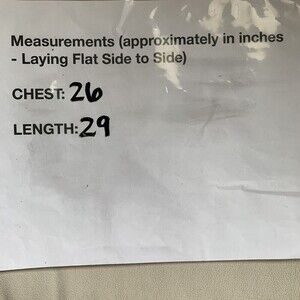 Measurements (approximately in inches
- Laying Flat Side to Side)
CHEST: 26
LENGTH: 29